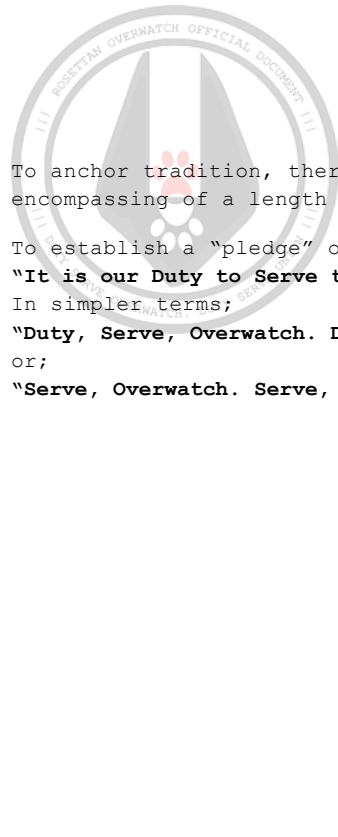 ||| ROSETTAN OVERWATCH OFFICIAL DOCUMENT |||
To anchor tradition, ther
encompassing of a length
To establish a “pledge” o
“It is our Duty to Serve t
In simpler terms;
“Duty, Serve, Overwatch. D
or;
“Serve, Overwatch. Serve,